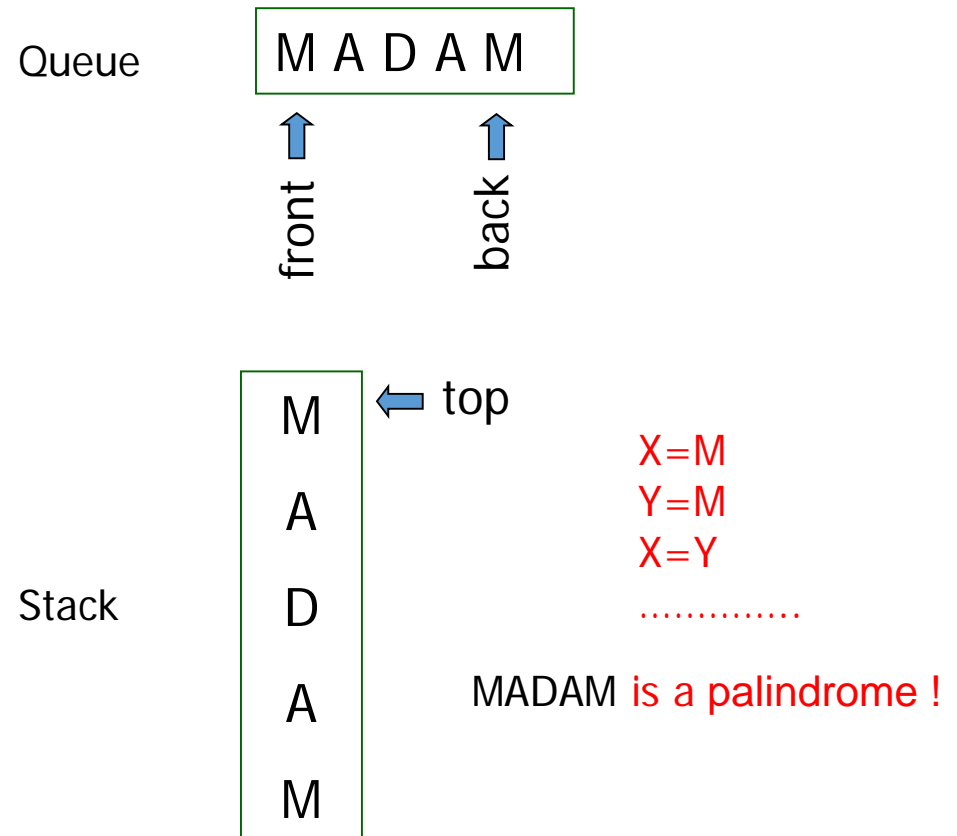 Queue
M A D A M
front
back
M
top
A
D
A
M
Stack
X=M
Y=M
X=Y
..............
MADAM is a palindrome !